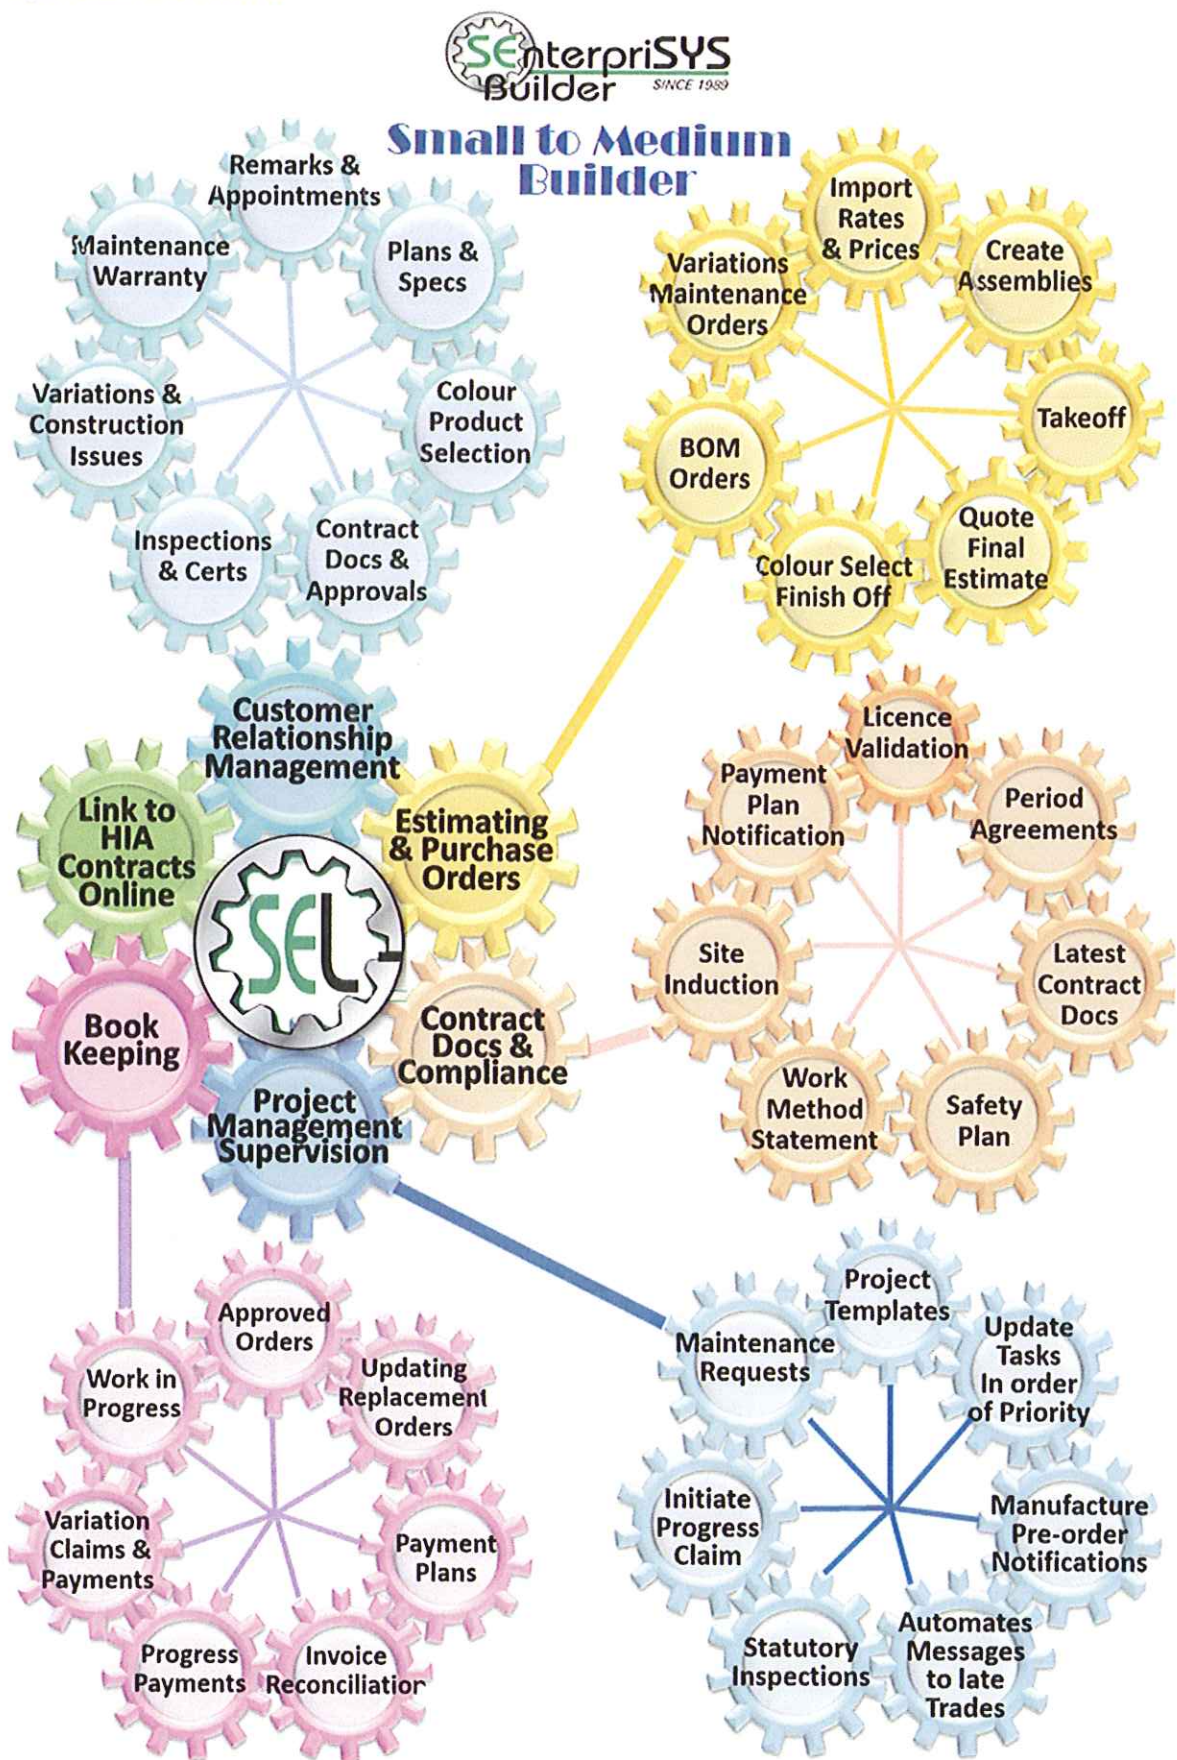 SEnterpriSYS
Builder
SINCE 1989
Small to Medium
Builder
Remarks &
Appointments
Plans &
Specs
Colour
Product
Selection
Contract
Docs &
Approvals
Inspections
& Certs
Variations &
Construction
Issues
Maintenance
Warranty
Import
Rates
& Prices
Create
Assemblies
Takeoff
Quote
Final
Estimate
Colour Select
Finish Off
BOM
Orders
Variations
Maintenance
Orders
Customer
Relationship
Management
Link to
HIA
Contracts
Online
Estimating
& Purchase
Orders
SEL
Book
Keeping
Contract
Docs &
Compliance
Project
Management
Supervision
Licence
Validation
Period
Agreements
Latest
Contract
Docs
Safety
Plan
Work
Method
Statement
Site
Induction
Payment
Plan
Notification
Approved
Orders
Updating
Replacement
Orders
Payment
Plans
Invoice
Reconciliation
Progress
Payments
Variation
Claims &
Payments
Work in
Progress
Project
Templates
Update
Tasks
In order
of Priority
Manufacture
Pre-order
Notifications
Automates
Messages
to late
Trades
Statutory
Inspections
Initiate
Progress
Claim
Maintenance
Requests